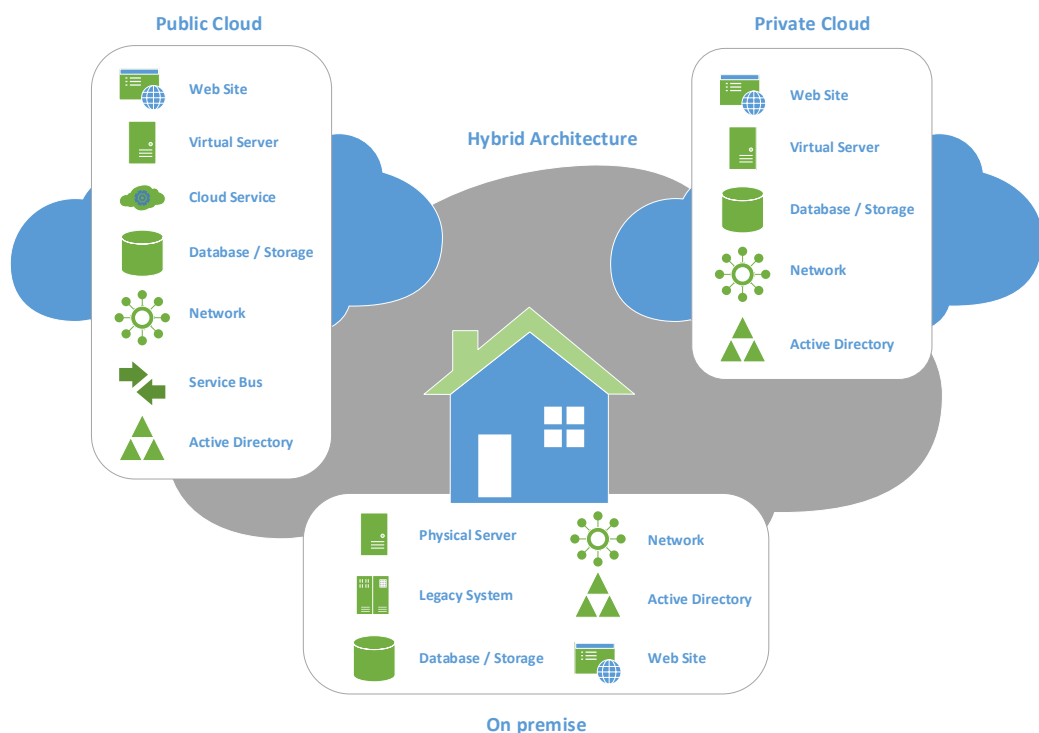 Public Cloud
Web Site
Virtual Server
Cloud Service
Database / Storage
Network
Service Bus
Active Directory
Hybrid Architecture
Private Cloud
Web Site
Virtual Server
Database / Storage
Network
Active Directory
Physical Server
Legacy System
Database / Storage
Network
Active Directory
Web Site
On premise